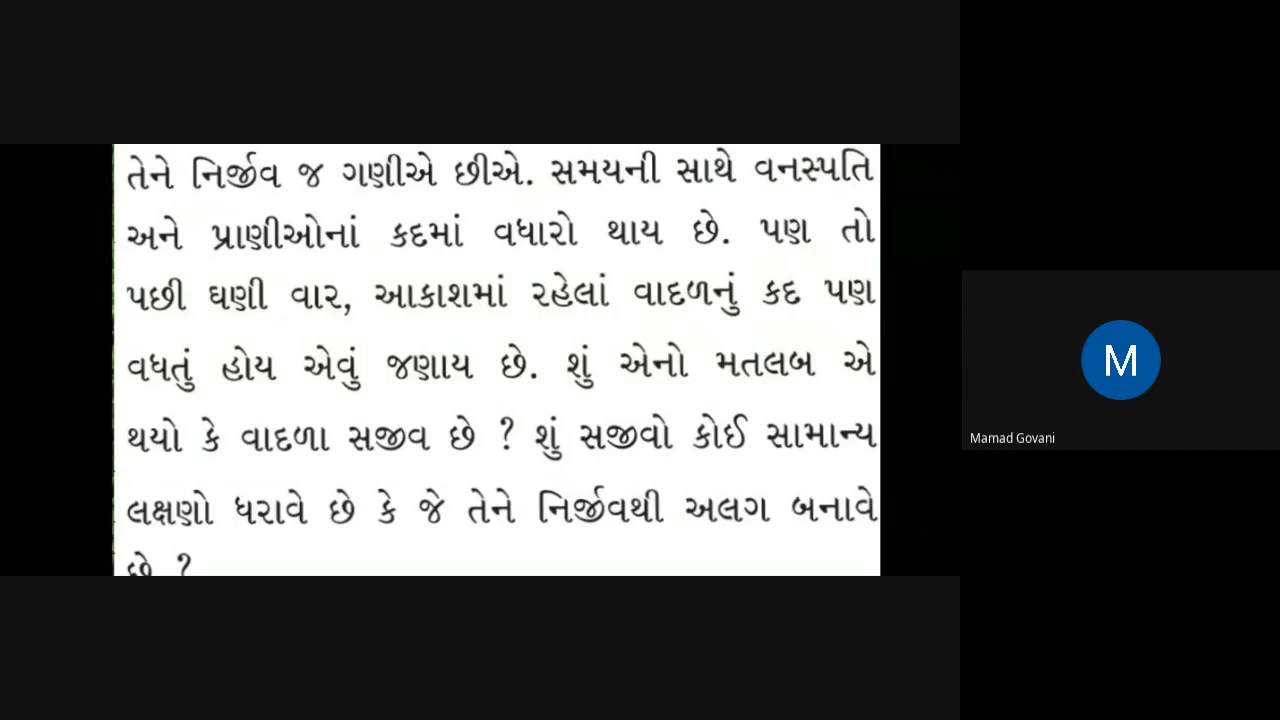 તેને નિર્જીવ જ ગણીએ છીએ. સમયની સાથે વનસ્પતિ
અને પ્રાણીઓનાં કદમાં વધારો થાય છે. પણ તો
પછી ઘણી વાર, આકાશમાં રહેલાં વાદળનું કદ પણ
વધતું હોય એવું જણાય છે. શું એનો મતલબ એ
થયો કે વાદળા સજીવ છે ? શું સજીવો કોઈ સામાન્ય
લક્ષણો ધરાવે છે કે જે તેને નિર્જીવથી અલગ બનાવે
છે ?
M
Mamad Govani